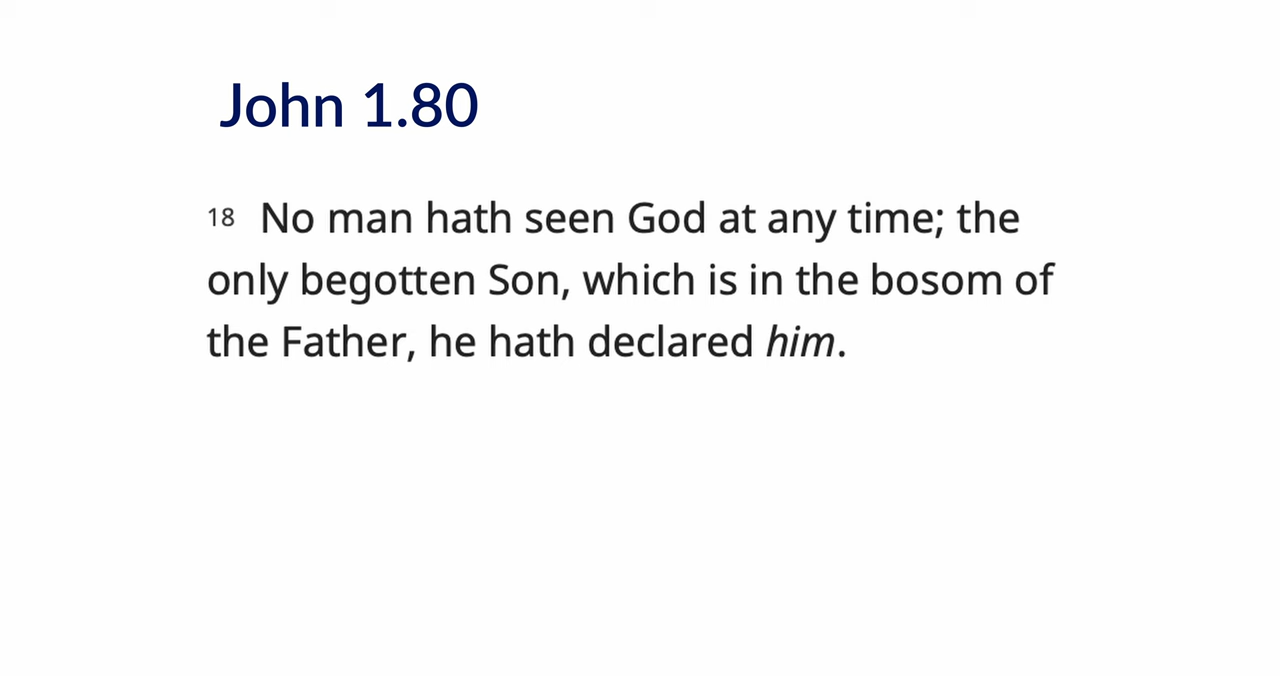 John 1.80
18 No man hath seen God at any time; the
only begotten Son, which is in the bosom of
the Father, he hath declared him.